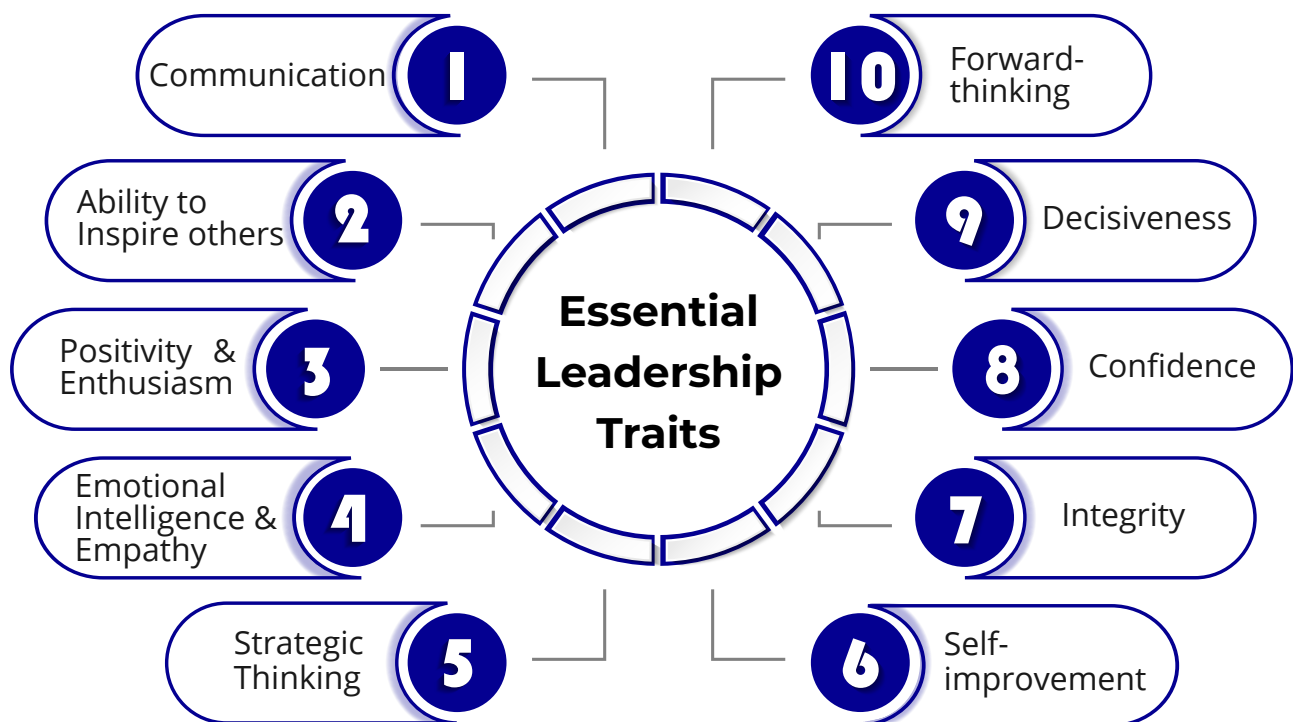 Essential
Leadership
Traits
1
Communication
2
Ability to
Inspire others
3
Positivity &
Enthusiasm
4
Emotional
Intelligence &
Empathy
5
Strategic
Thinking
6
Self-
improvement
7
Integrity
8
Confidence
9
Decisiveness
10
Forward-
thinking